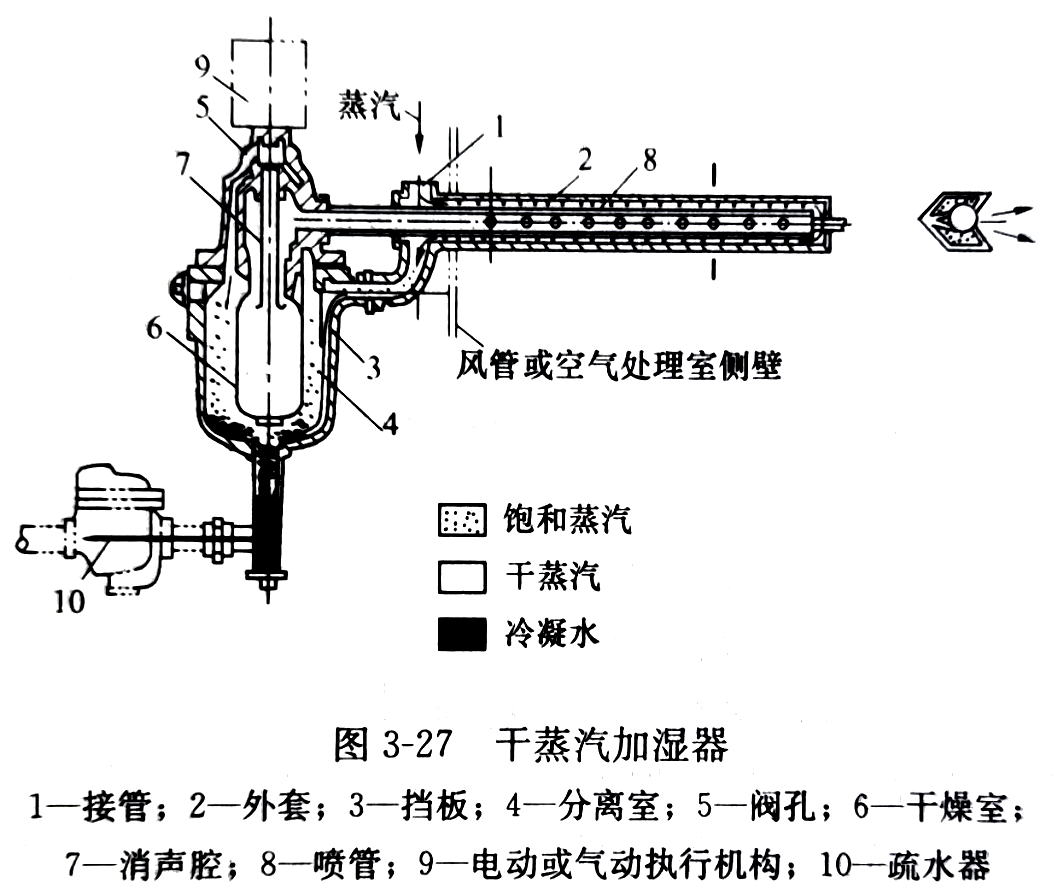 9
5
蒸汽
1
7
2
8
6
3
风管或空气处理室侧壁
4
饱和蒸汽
10
干蒸汽
冷凝水
图 3-27 干蒸汽加湿器
1—接管；2—外套；3—挡板；4—分离室；5—阀孔；6—干燥室；
7—消声腔；8—喷管；9—电动或气动执行机构；10—疏水器